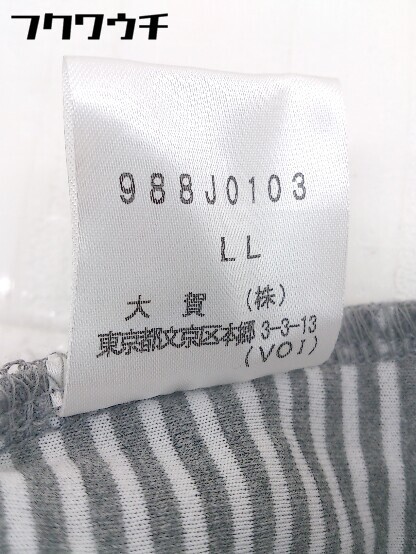 フクワウチ
988J0103
LL
大賀 (株)
東京都文京区本郷 3-3-13
(VOI)